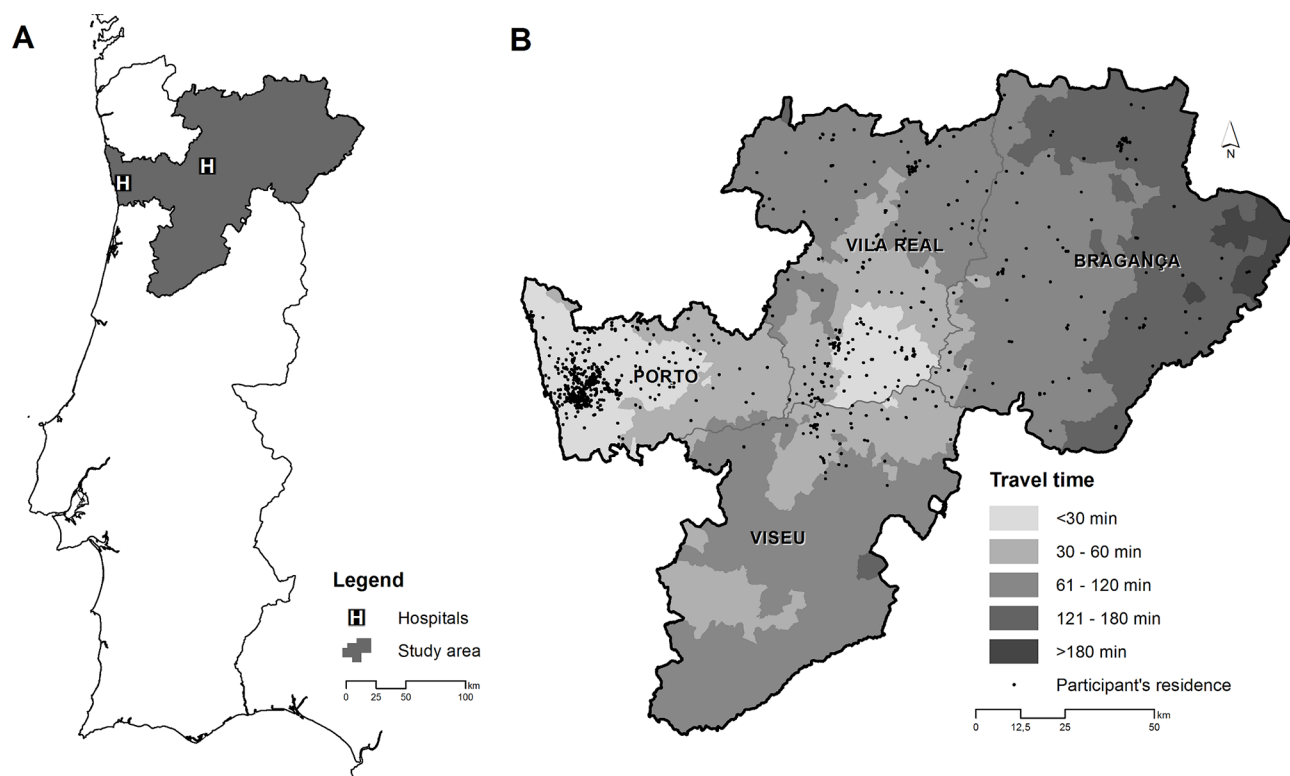 A
H
H
Legend
H Hospitals
Study area
0 25 50 100
km
B
N
VILA REAL
BRAGANÇA
PORTO
VISEU
Travel time
<30 min
30 - 60 min
61 - 120 min
121 - 180 min
>180 min
Participant's residence
0 12,5 25 50
km